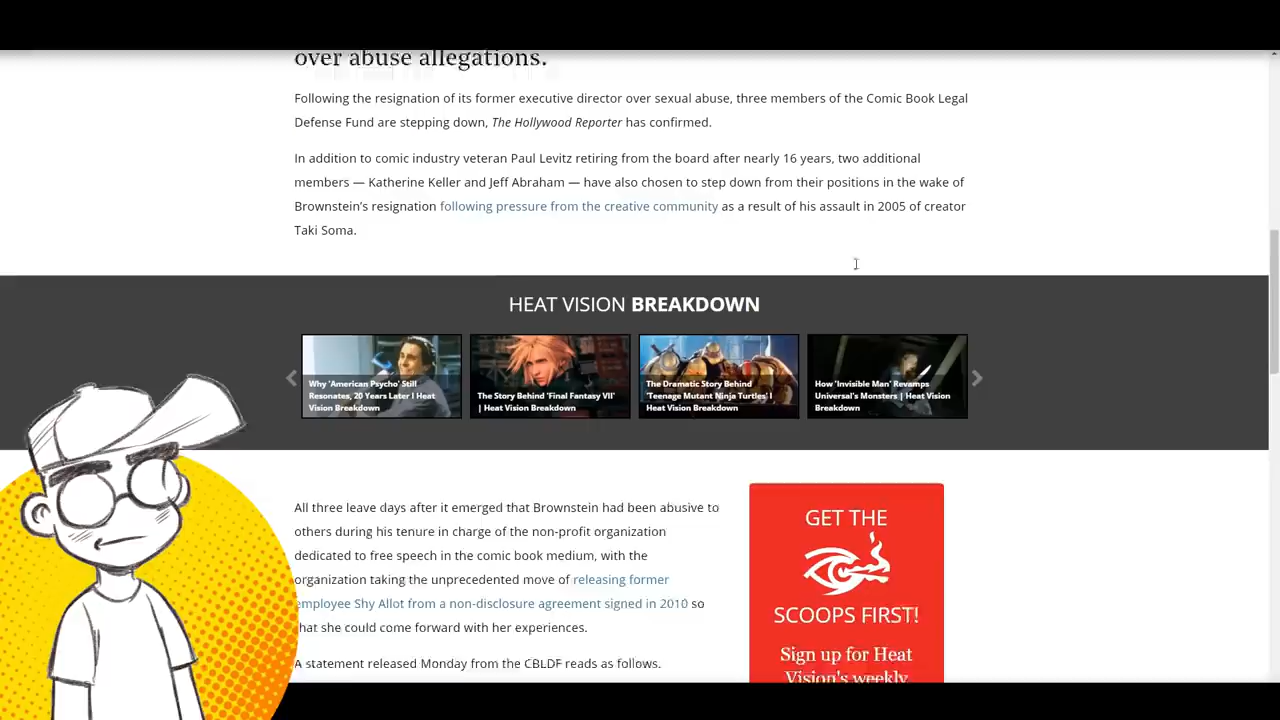 over abuse allegations.
Following the resignation of its former executive director over sexual abuse, three members of the Comic Book Legal
Defense Fund are stepping down, The Hollywood Reporter has confirmed.
In addition to comic industry veteran Paul Levitz retiring from the board after nearly 16 years, two additional
members — Katherine Keller and Jeff Abraham — have also chosen to step down from their positions in the wake of
Brownstein's resignation following pressure from the creative community as a result of his assault in 2005 of creator
Taki Soma.
HEAT VISION BREAKDOWN
Why 'American Psycho' Still
Resonates, 20 Years Later I Heat
Vision Breakdown
The Story Behind 'Final Fantasy VII'
| Heat Vision Breakdown
The Dramatic Story Behind
'Teenage Mutant Ninja Turtles' I
Heat Vision Breakdown
How 'Invisible Man' Revamps
Universal's Monsters | Heat Vision
Breakdown
All three leave days after it emerged that Brownstein had been abusive to
others during his tenure in charge of the non-profit organization
dedicated to free speech in the comic book medium, with the
organization taking the unprecedented move of releasing former
employee Shy Allot from a non-disclosure agreement signed in 2010 so
that she could come forward with her experiences.
A statement released Monday from the CBLDF reads as follows.
GET THE
SCOOPS FIRST!
Sign up for Heat
Vision's weekly